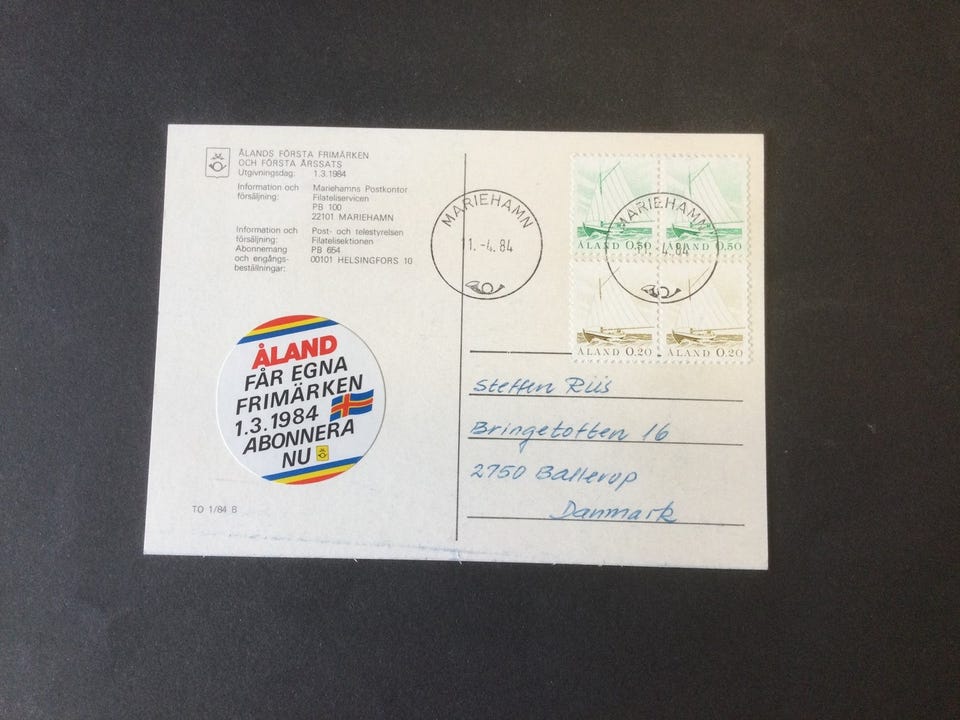 ÅLANDS FÖRSTA FRIMÄRKEN
OCH FÖRSTA ÅRSSATS
Utgivningsdag: 1.3.1984
Information och försäljning: Mariehamns Postkontor
Filateliservicen
PB 100
22101 MARIEHAMN
Information och försäljning: Post- och telestyrelsen
Filatelisektionen
Abonnemang och engångsbeställningar: PB 654
00101 HELSINGFORS 10
MARIEHAMN
11.-4.84
MARIEHAMN
4.84
ÅLAND 0,50
ÅLAND 0,50
ÅLAND 0,20
ÅLAND 0,20
ÅLAND
FÅR EGNA
FRIMÄRKEN
1.3.1984
ABONNERA
NU
TO 1/84 B
Steffen Riis
Bringetoften 16
2750 Ballerup
Danmark